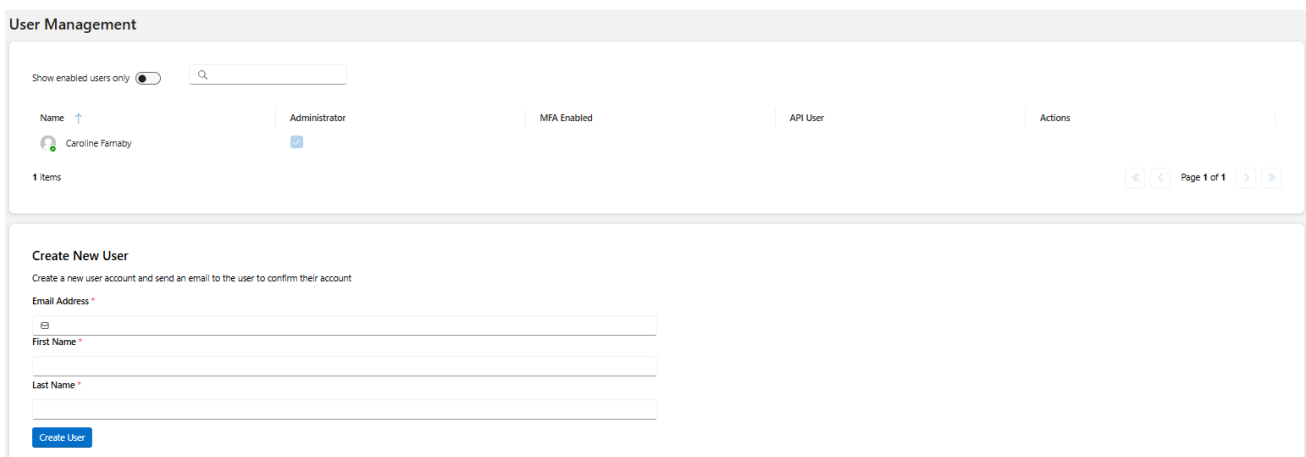 User Management
Show enabled users only
Name Administrator MFA Enabled API User Actions
Caroline Farnaby
1 items Page 1 of 1
Create New User
Create a new user account and send an email to the user to confirm their account
Email Address *
First Name *
Last Name *
Create User